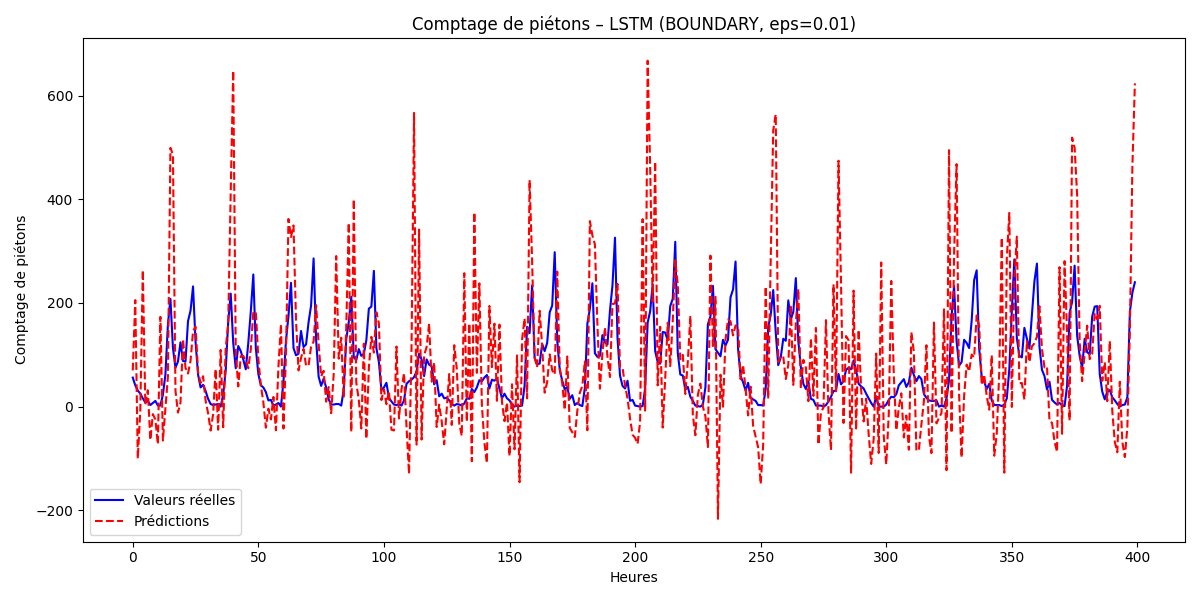 Comptage de piétons – LSTM (BOUNDARY, eps=0.01)
Comptage de piétons
600
400
200
0
−200
Valeurs réelles
Prédictions
0 50 100 150 200 250 300 350 400
Heures